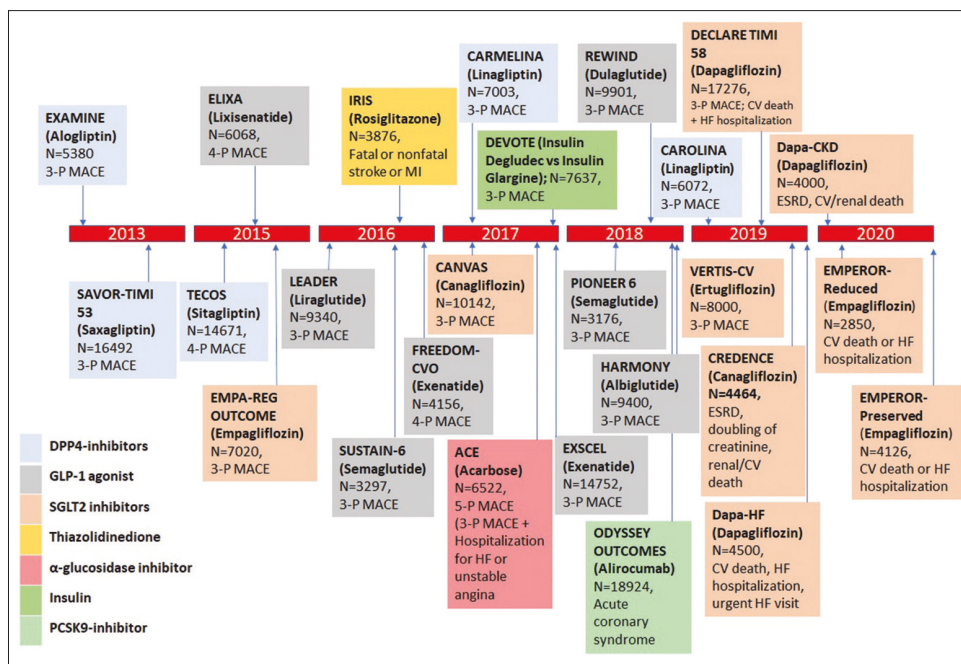 EXAMINE
(Alogliptin)
N=5380
3-P MACE
ELIXA
(Lixisenatide)
N=6068,
4-P MACE
IRIS
(Rosiglitazone)
N=3876,
Fatal or nonfatal
stroke or MI
CARMELINA
(Linagliptin)
N=7003,
3-P MACE
DEVOTE (Insulin
Degludec vs Insulin
Glargine); N=7637,
3-P MACE
REWIND
(Dulaglutide)
N=9901,
3-P MACE
CAROLINA
(Linagliptin)
N=6072,
3-P MACE
DECLARE TIMI
58
(Dapagliflozin)
N=17276,
3-P MACE; CV death
+ HF hospitalization
Dapa-CKD
(Dapagliflozin)
N=4000,
ESRD, CV/renal death
2013
2015
2016
2017
2018
2019
2020
SAVOR-TIMI
53
(Saxagliptin)
N=16492
3-P MACE
TECOS
(Sitagliptin)
N=14671,
4-P MACE
EMPA-REG
OUTCOME
(Empagliflozin)
N=7020,
3-P MACE
LEADER
(Liraglutide)
N=9340,
3-P MACE
SUSTAIN-6
(Semaglutide)
N=3297,
3-P MACE
FREEDOM-
CVO
(Exenatide)
N=4156,
4-P MACE
CANVAS
(Canagliflozin)
N=10142,
3-P MACE
ACE
(Acarbose)
N=6522,
5-P MACE
(3-P MACE +
Hospitalization
for HF or
unstable
angina
EXSCEL
(Exenatide)
N=14752,
3-P MACE
PIONEER 6
(Semaglutide)
N=3176,
3-P MACE
HARMONY
(Albiglutide)
N=9400,
3-P MACE
ODYSSEY
OUTCOMES
(Alirocumab)
N=18924,
Acute
coronary
syndrome
VERTIS-CV
(Ertugliflozin)
N=8000,
3-P MACE
CREDENCE
(Canagliflozin)
N=4464,
ESRD,
doubling of
creatinine,
renal/CV
death
Dapa-HF
(Dapagliflozin)
N=4500,
CV death, HF
hospitalization,
urgent HF visit
EMPEROR-
Reduced
(Empagliflozin)
N=2850,
CV death or HF
hospitalization
EMPEROR-
Preserved
(Empagliflozin)
N=4126,
CV death or HF
hospitalization
DPP4-inhibitors
GLP-1 agonist
SGLT2 inhibitors
Thiazolidinedione
α-glucosidase inhibitor
Insulin
PCSK9-inhibitor